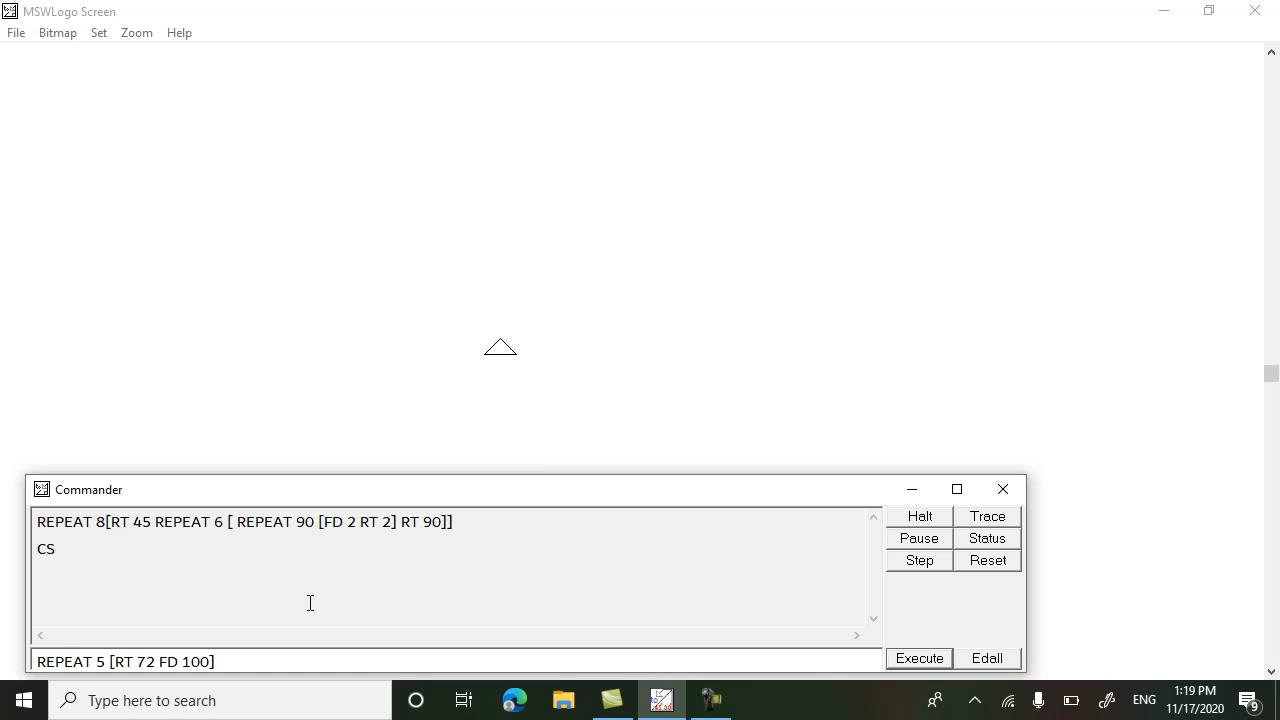 MSWLogo Screen
File Bitmap Set Zoom Help
Commander
REPEAT 8[RT 45 REPEAT 6 [ REPEAT 90 [FD 2 RT 2] RT 90]]
CS
Halt Trace
Pause Status
Step Reset
REPEAT 5 [RT 72 FD 100]
Execute Edall
Type here to search
ENG
1:19 PM
11/17/2020
9